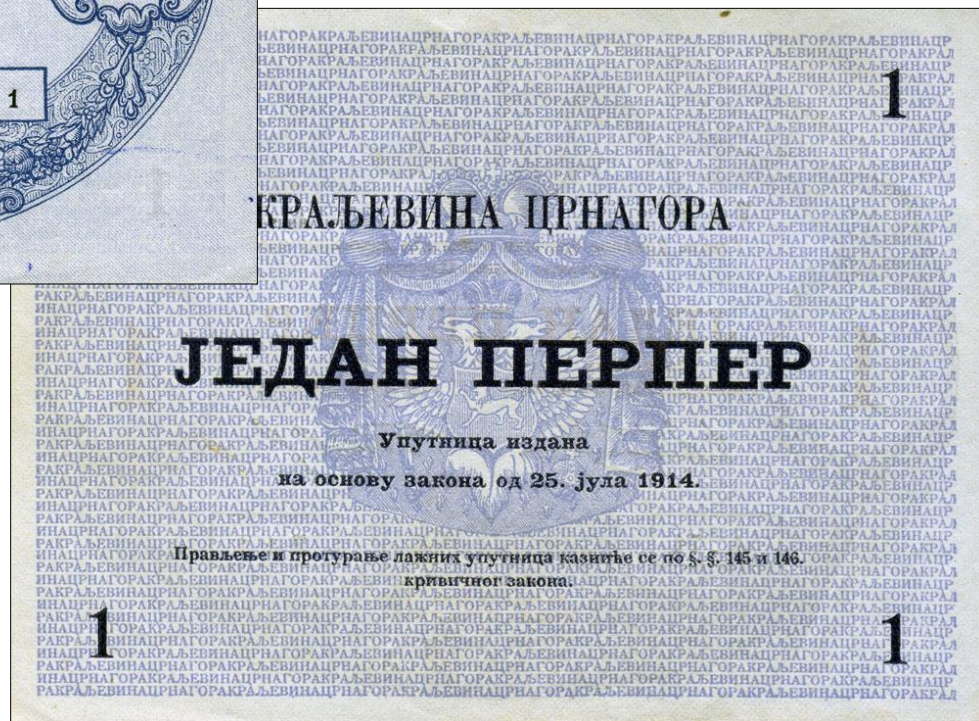 1
1
КРАЉЕВИНА ЦРНАГОРА
ЈЕДАН ПЕРПЕР
Упутница издана
на основу закона од 25. јула 1914.
Прављење и протурање лажних упутница казниће се по §. §. 145 и 146.
кривичног закона.
1 1